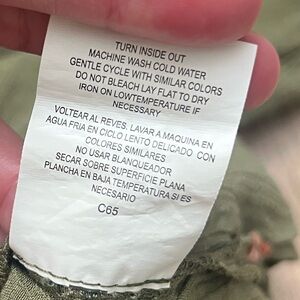 TURN INSIDE OUT
MACHINE WASH COLD WATER
GENTLE CYCLE WITH SIMILAR COLORS
DO NOT BLEACH LAY FLAT TO DRY
IRON ON LOWTEMPERATURE IF
NECESSARY
VOLTEAR AL REVES. LAVAR A MAQUINA EN
AGUA FRIA EN CICLO LENTO DELICADO CON
COLORES SIMILARES
NO USAR BLANQUEADOR
SECAR SOBRE SUPERFICIE PLANA
PLANCHA EN BAJA TEMPERATURA SI ES
NECESARIO
C65